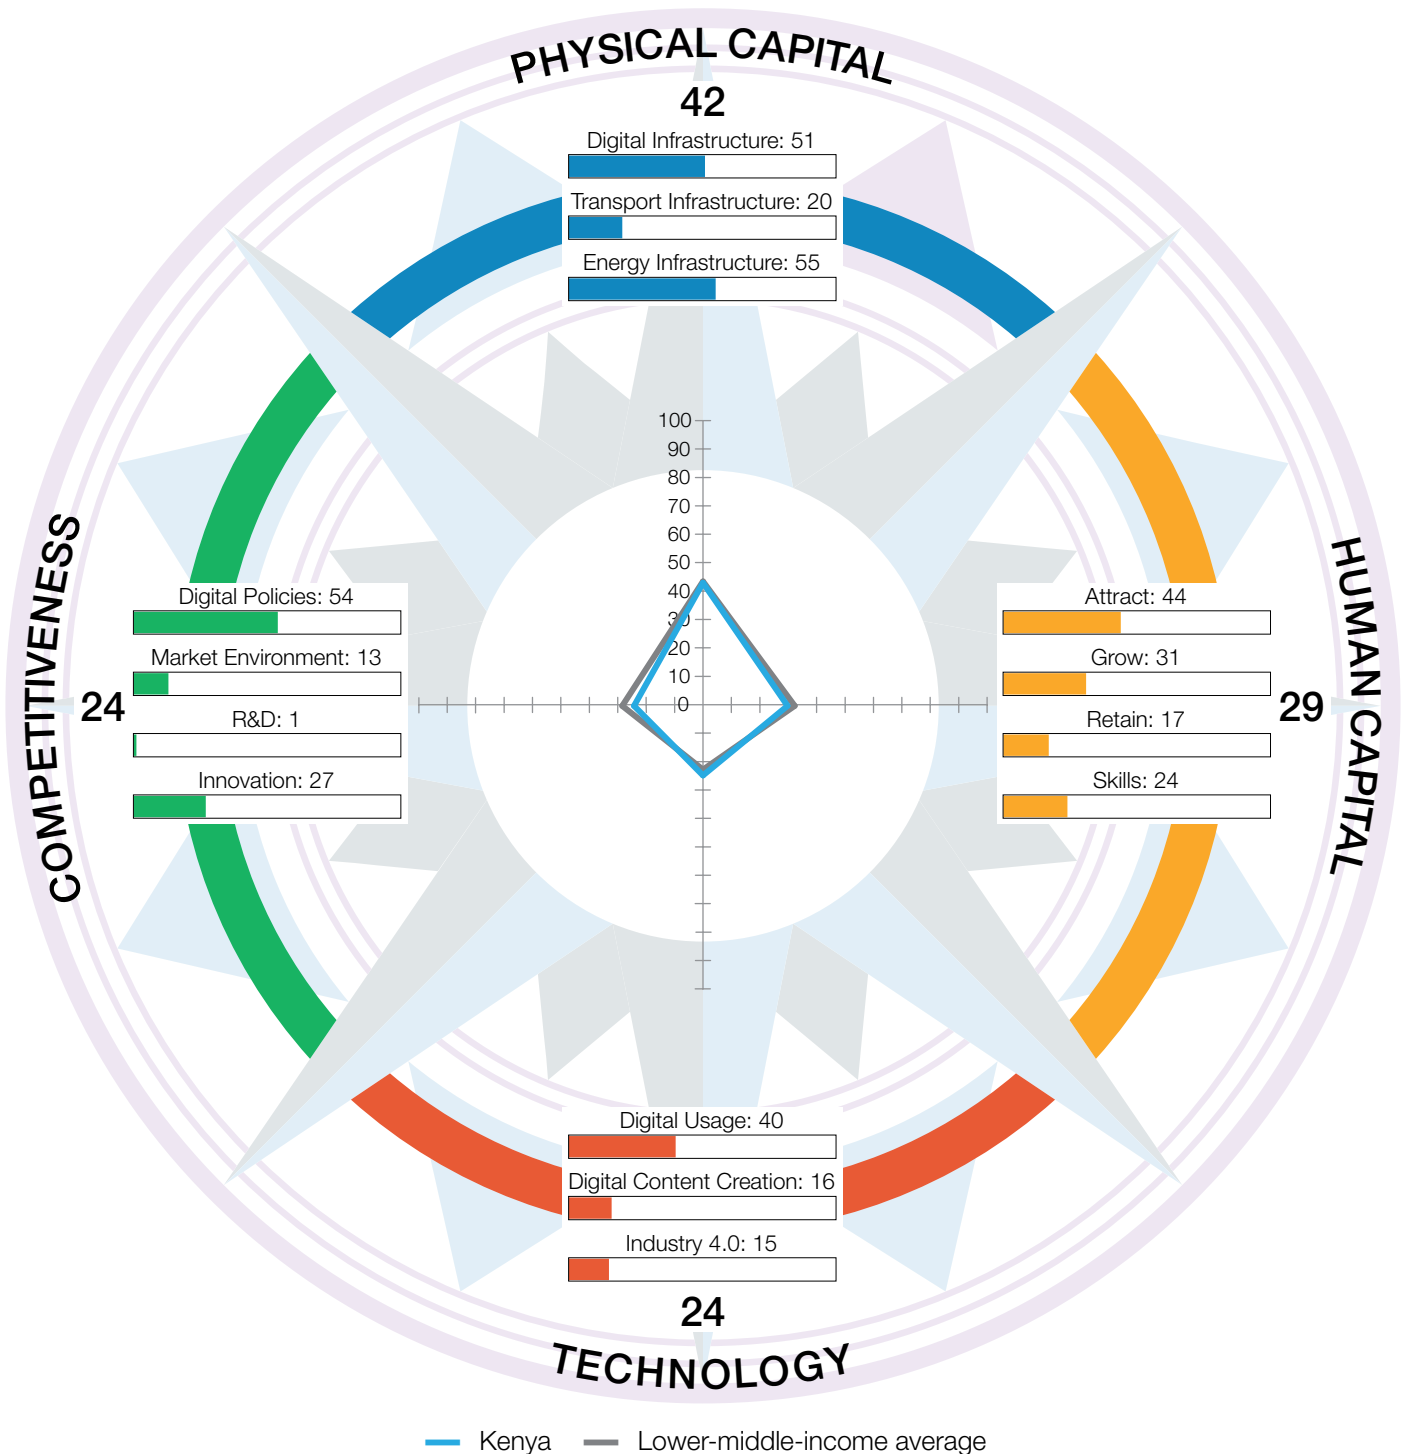 PHYSICAL CAPITAL
42
Digital Infrastructure: 51
Transport Infrastructure: 20
Energy Infrastructure: 55
100
90
80
70
60
50
40
30
20
10
0
COMPETITIVENESS
24
Digital Policies: 54
Market Environment: 13
R&D: 1
Innovation: 27
Attract: 44
Grow: 31
Retain: 17
Skills: 24
29
HUMAN CAPITAL
Digital Usage: 40
Digital Content Creation: 16
Industry 4.0: 15
24
TECHNOLOGY
Kenya
Lower-middle-income average